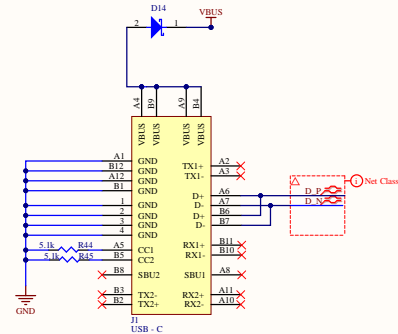 D14
VBUS
2 1
A4 B9 A9 B4
VBUS VBUS VBUS VBUS
A1 GND
B12 GND
A12 GND
B1 GND
1 GND
2 GND
3 GND
4 GND
5.1k R44 A5 CC1
5.1k R45 B5 CC2
B8 SBU2
B3 TX2-
B2 TX2+
TX1+ A2
TX1- A3
D+ A6 D_P
D- A7 D_N
D+ B6
D- B7
RX1+ B11
RX1- B10
SBU1 A8
RX2+ A11
RX2- A10
i Net Class
GND
J1
USB - C